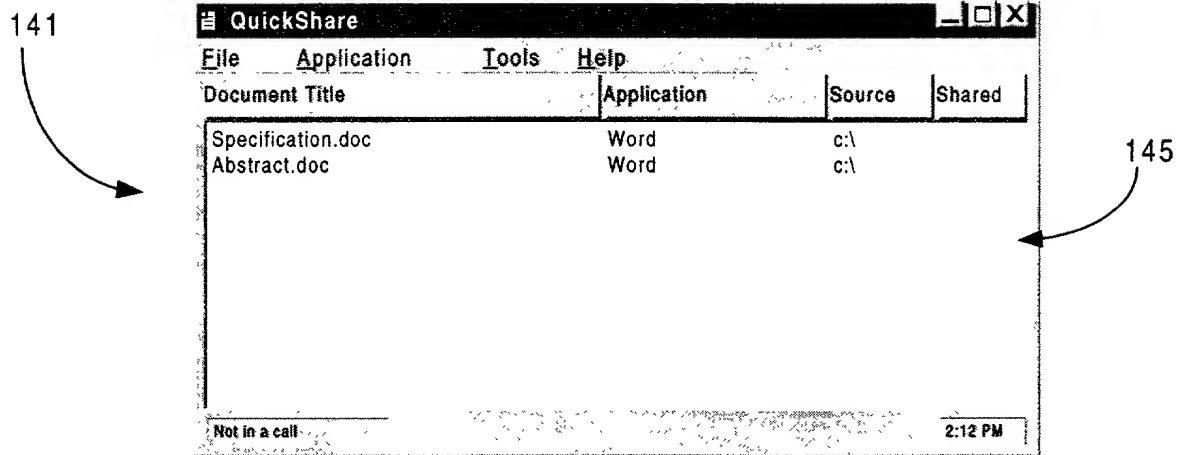 141
QuickShare
File Application Tools Help
Document Title Application Source Shared
Specification.doc Word c:\
Abstract.doc Word c:\
145
Not in a call 2:12 PM